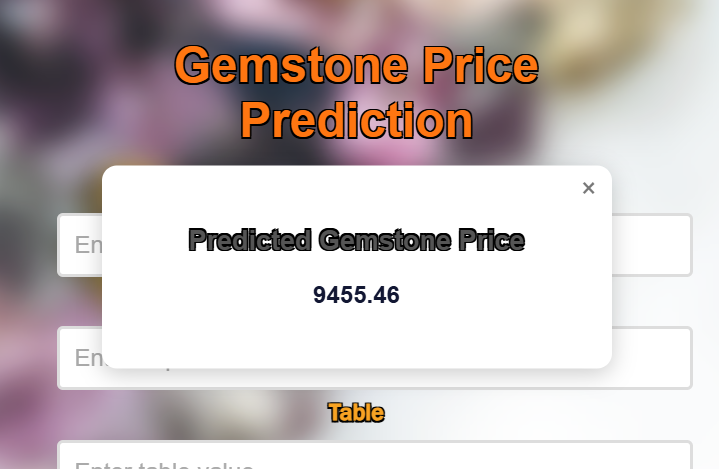 Gemstone Price
Prediction
×
Predicted Gemstone Price
9455.46
Table
Enter table value